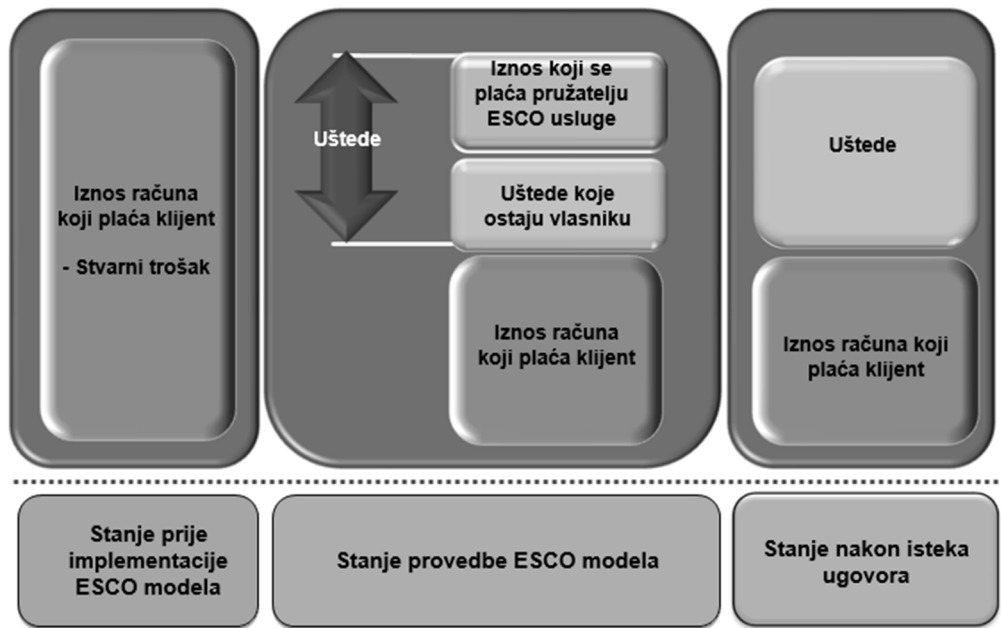 Iznos računa
koji plaća klijent
- Stvarni trošak
Uštede
Iznos koji se
plaća pružatelju
ESCO usluge
Uštede koje
ostaju vlasniku
Iznos računa
koji plaća klijent
Uštede
Iznos računa koji
plaća klijent
Stanje prije
implementacije
ESCO modela
Stanje provedbe ESCO modela
Stanje nakon isteka
ugovora